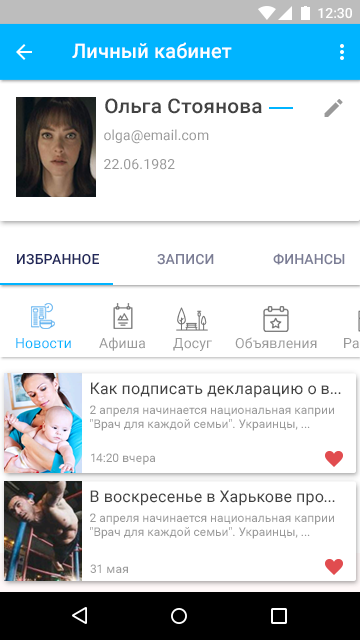 12:30
Личный кабинет
Ольга Стоянова
olga@email.com
22.06.1982
ИЗБРАННОЕ ЗАПИСИ ФИНАНСЫ
Новости Афиша Досуг Объявления Ра
Как подписать декларацию о в...
2 апреля начинается национальная каприи
"Врач для каждой семьи". Украинцы, ...
14:20 вчера
В воскресенье в Харькове про...
2 апреля начинается национальная каприи
"Врач для каждой семьи". Украинцы, ...
31 мая